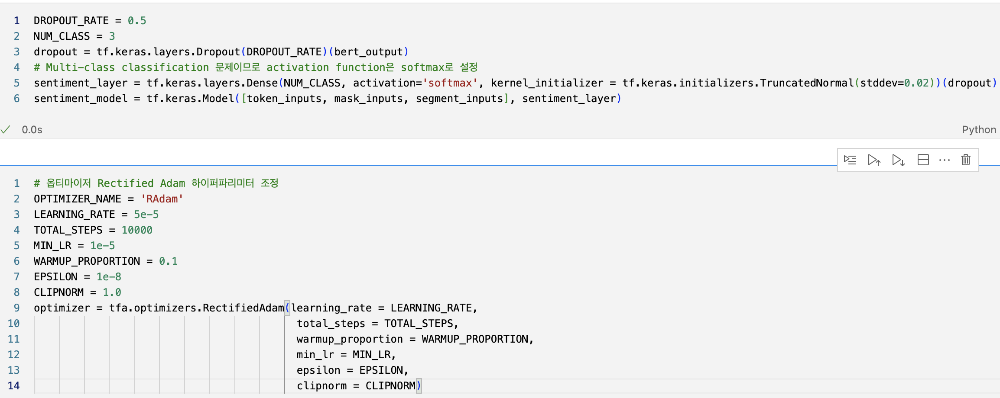 1 DROPOUT_RATE = 0.5
2 NUM_CLASS = 3
3 dropout = tf.keras.layers.Dropout(DROPOUT_RATE)(bert_output)
4 # Multi-class classification 문제이므로 activation function은 softmax로 설정
5 sentiment_layer = tf.keras.layers.Dense(NUM_CLASS, activation='softmax', kernel_initializer = tf.keras.initializers.TruncatedNormal(stddev=0.02))(dropout)
6 sentiment_model = tf.keras.Model([token_inputs, mask_inputs, segment_inputs], sentiment_layer)
0.0s Python
1 # 옵티마이저 Rectified Adam 하이퍼파리미터 조정
2 OPTIMIZER_NAME = 'RAdam'
3 LEARNING_RATE = 5e-5
4 TOTAL_STEPS = 10000
5 MIN_LR = 1e-5
6 WARMUP_PROPORTION = 0.1
7 EPSILON = 1e-8
8 CLIPNORM = 1.0
9 optimizer = tfa.optimizers.RectifiedAdam(learning_rate = LEARNING_RATE,
10 total_steps = TOTAL_STEPS,
11 warmup_proportion = WARMUP_PROPORTION,
12 min_lr = MIN_LR,
13 epsilon = EPSILON,
14 clipnorm = CLIPNORM)